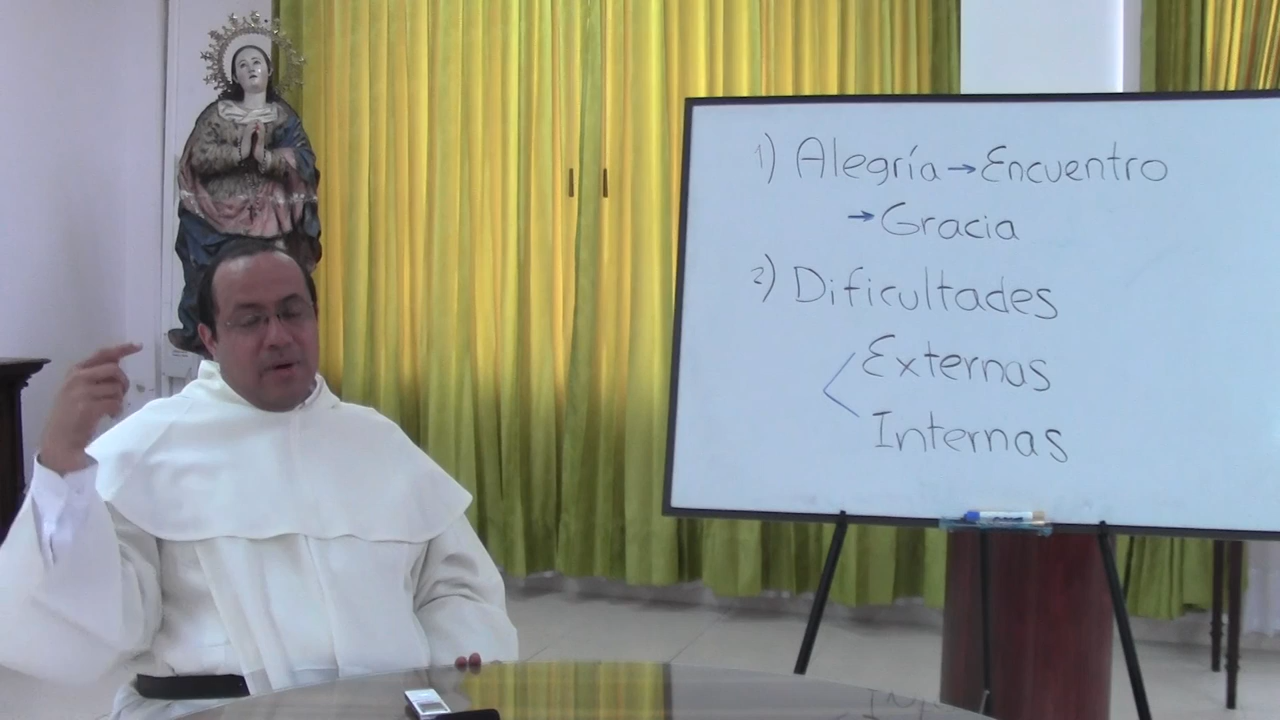 1) Alegría → Encuentro
→ Gracia
2) Dificultades
Externas
Internas